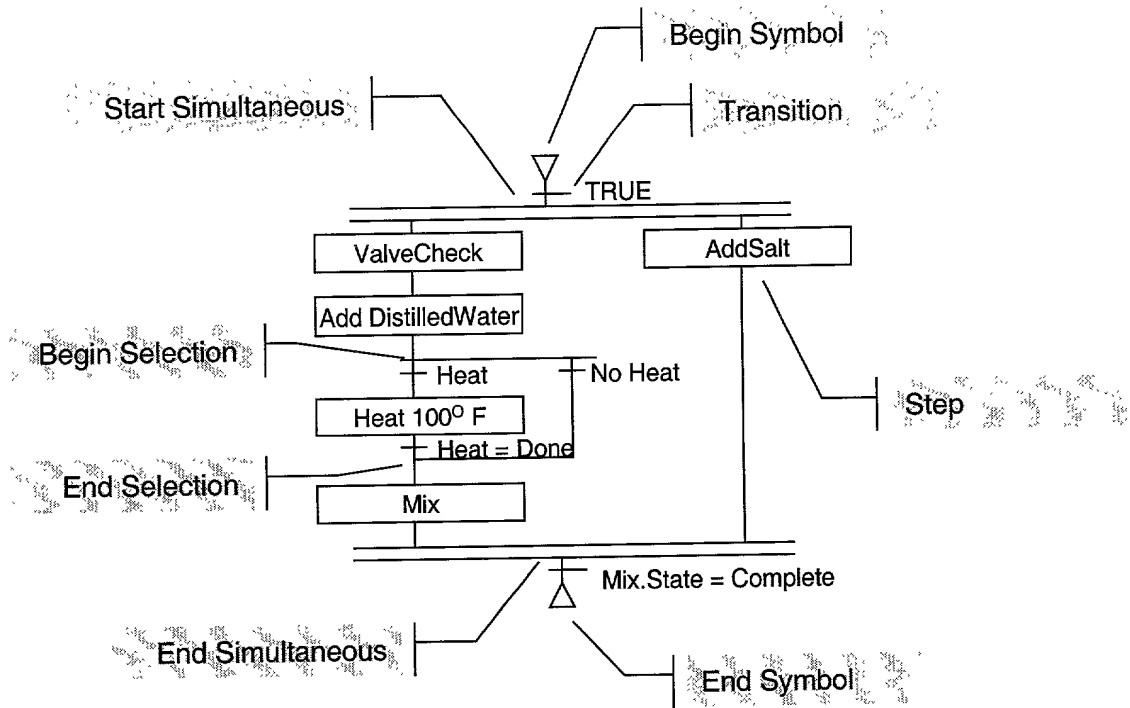 Begin Symbol
Start Simultaneous
Transition
TRUE
ValveCheck
AddSalt
Add DistilledWater
Begin Selection
Heat
No Heat
Step
Heat 100º F
Heat = Done
End Selection
Mix
Mix.State = Complete
End Simultaneous
End Symbol